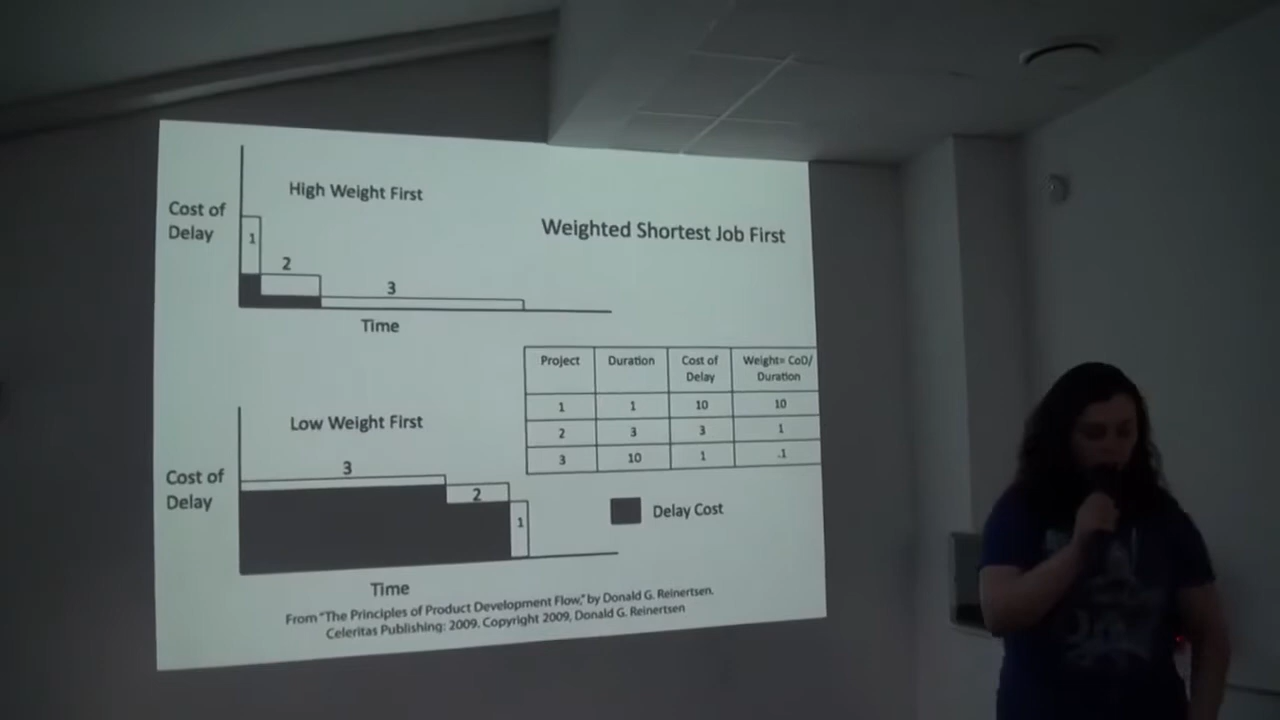 High Weight First
Cost of
Delay
1
2
3
Time
Weighted Shortest Job First
Project Duration Cost of Delay Weight= CoD/ Duration
1 1 10 10
2 3 3 1
3 10 1 .1
Low Weight First
Cost of
Delay
3
2
1
Time
Delay Cost
From "The Principles of Product Development Flow," by Donald G. Reinertsen.
Celeritas Publishing: 2009. Copyright 2009, Donald G. Reinertsen